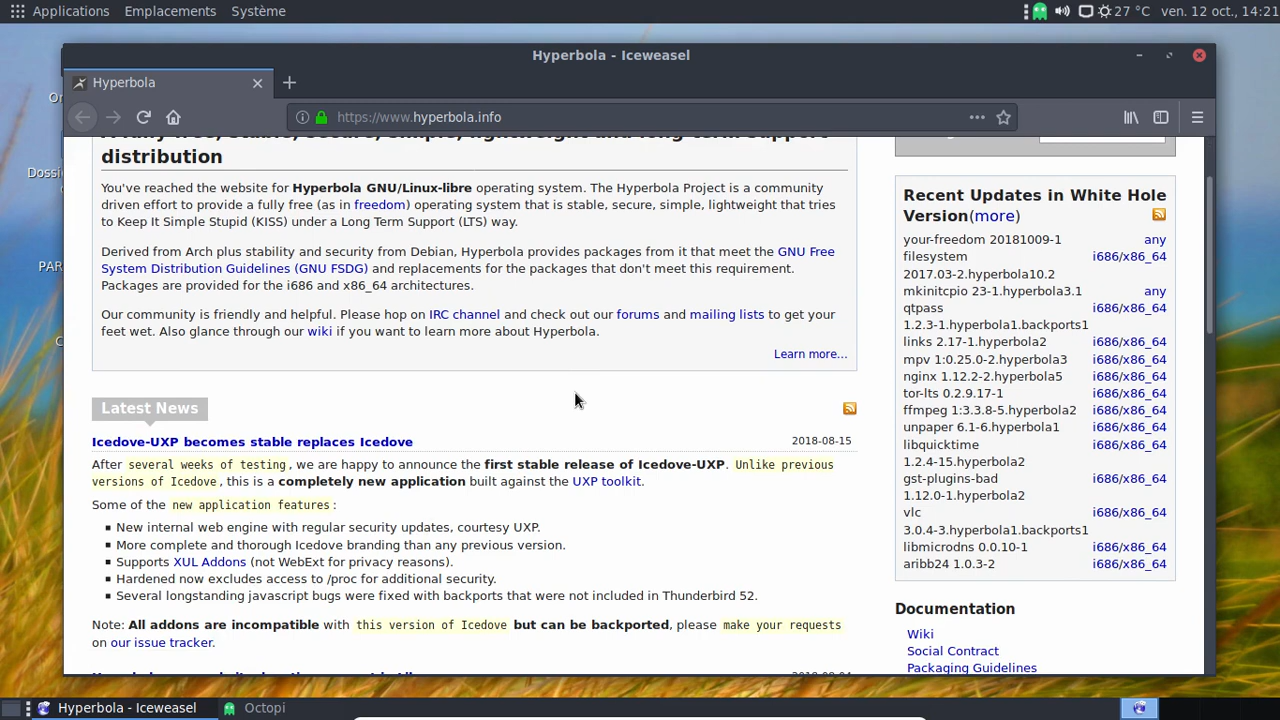 Applications Emplacements Système 27 °C ven. 12 oct., 14:21
Hyperbola - Iceweasel
Hyperbola
https://www.hyperbola.info
distribution
You've reached the website for Hyperbola GNU/Linux-libre operating system. The Hyperbola Project is a community
driven effort to provide a fully free (as in freedom) operating system that is stable, secure, simple, lightweight that tries
to Keep It Simple Stupid (KISS) under a Long Term Support (LTS) way.
Derived from Arch plus stability and security from Debian, Hyperbola provides packages from it that meet the GNU Free
System Distribution Guidelines (GNU FSDG) and replacements for the packages that don't meet this requirement.
Packages are provided for the i686 and x86_64 architectures.
Our community is friendly and helpful. Please hop on IRC channel and check out our forums and mailing lists to get your
feet wet. Also glance through our wiki if you want to learn more about Hyperbola.
Learn more...
Latest News
Icedove-UXP becomes stable replaces Icedove 2018-08-15
After several weeks of testing, we are happy to announce the first stable release of Icedove-UXP. Unlike previous
versions of Icedove, this is a completely new application built against the UXP toolkit.
Some of the new application features:
New internal web engine with regular security updates, courtesy UXP.
More complete and thorough Icedove branding than any previous version.
Supports XUL Addons (not WebExt for privacy reasons).
Hardened now excludes access to /proc for additional security.
Several longstanding javascript bugs were fixed with backports that were not included in Thunderbird 52.
Note: All addons are incompatible with this version of Icedove but can be backported, please make your requests
on our issue tracker.
Recent Updates in White Hole
Version(more)
your-freedom 20181009-1 any
filesystem i686/x86_64
2017.03-2.hyperbola10.2
mkinitcpio 23-1.hyperbola3.1 any
qtpass i686/x86_64
1.2.3-1.hyperbola1.backports1
links 2.17-1.hyperbola2 i686/x86_64
mpv 1:0.25.0-2.hyperbola3 i686/x86_64
nginx 1.12.2-2.hyperbola5 i686/x86_64
tor-lts 0.2.9.17-1 i686/x86_64
ffmpeg 1:3.3.8-5.hyperbola2 i686/x86_64
unpaper 6.1-6.hyperbola1 i686/x86_64
libquicktime i686/x86_64
1.2.4-15.hyperbola2
gst-plugins-bad i686/x86_64
1.12.0-1.hyperbola2
vlc i686/x86_64
3.0.4-3.hyperbola1.backports1
libmicrodns 0.0.10-1 i686/x86_64
aribb24 1.0.3-2 i686/x86_64
Documentation
Wiki
Social Contract
Packaging Guidelines
Hyperbola - Iceweasel Octopi